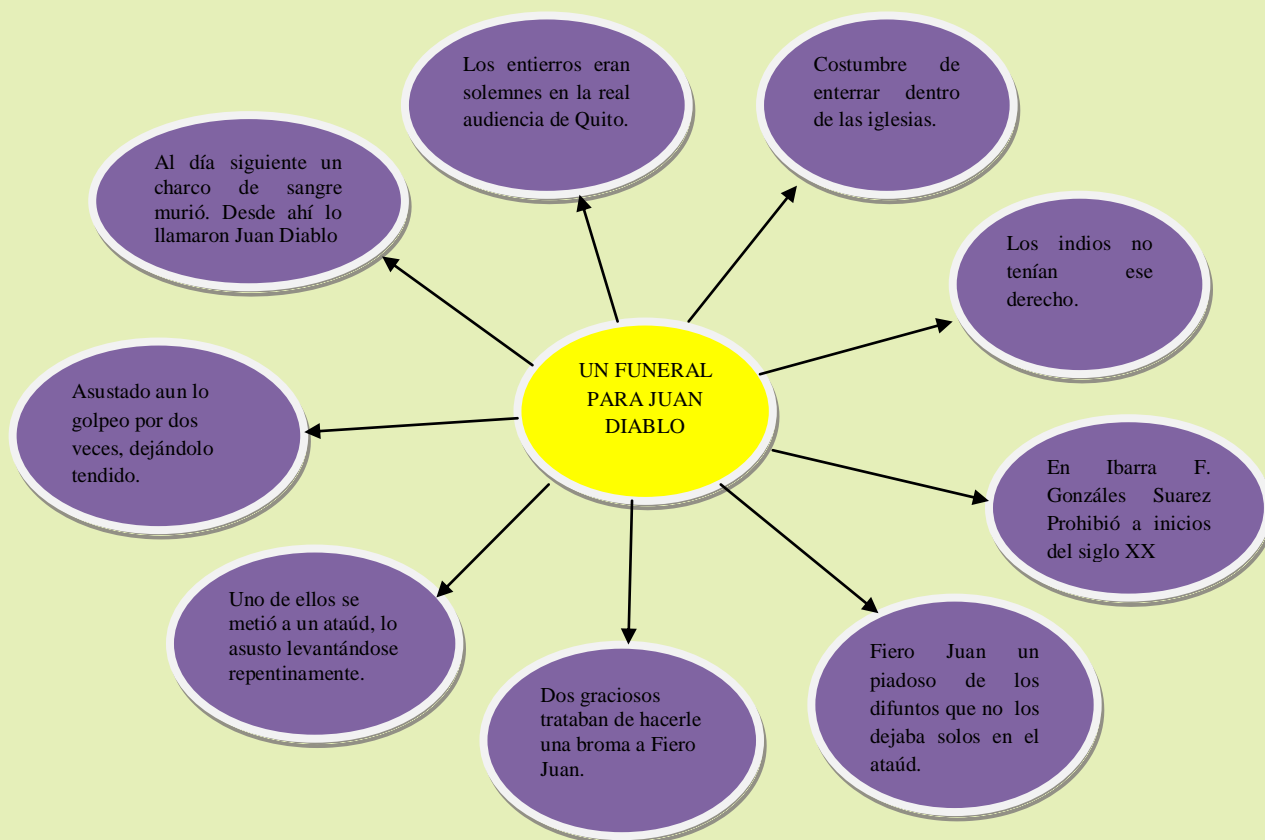 UN FUNERAL
PARA JUAN
DIABLO
Los entierros eran
solemnes en la real
audiencia de Quito.
Costumbre de
enterrar dentro
de las iglesias.
Los indios no
tenían ese
derecho.
En Ibarra F.
Gonzáles Suarez
Prohibió a inicios
del siglo XX
Fiero Juan un
piadoso de los
difuntos que no los
dejaba solos en el
ataúd.
Dos graciosos
trataban de hacerle
una broma a Fiero
Juan.
Uno de ellos se
metió a un ataúd, lo
asusto levantándose
repentinamente.
Asustado aun lo
golpeo por dos
veces, dejándolo
tendido.
Al día siguiente un
charco de sangre
murió. Desde ahí lo
llamaron Juan Diablo